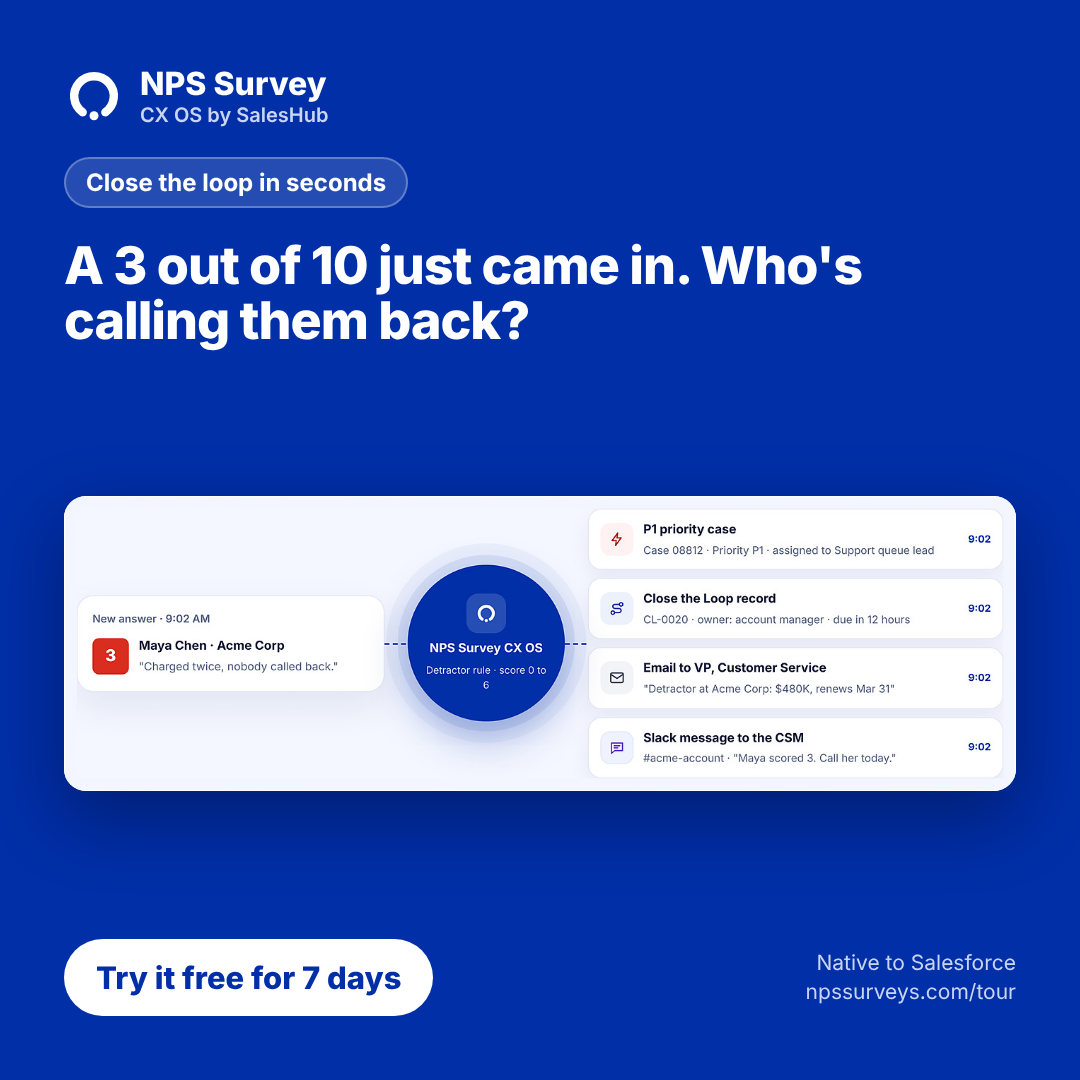 NPS Survey
CX OS by SalesHub
Close the loop in seconds
A 3 out of 10 just came in. Who's
calling them back?
New answer · 9:02 AM
3
Maya Chen · Acme Corp
"Charged twice, nobody called back."
NPS Survey CX OS
Detractor rule · score 0 to
6
P1 priority case
Case 08812 · Priority P1 · assigned to Support queue lead
9:02
Close the Loop record
CL-0020 · owner: account manager · due in 12 hours
9:02
Email to VP, Customer Service
"Detractor at Acme Corp: $480K, renews Mar 31"
9:02
Slack message to the CSM
#acme-account · "Maya scored 3. Call her today."
9:02
Try it free for 7 days
Native to Salesforce
npssurveys.com/tour